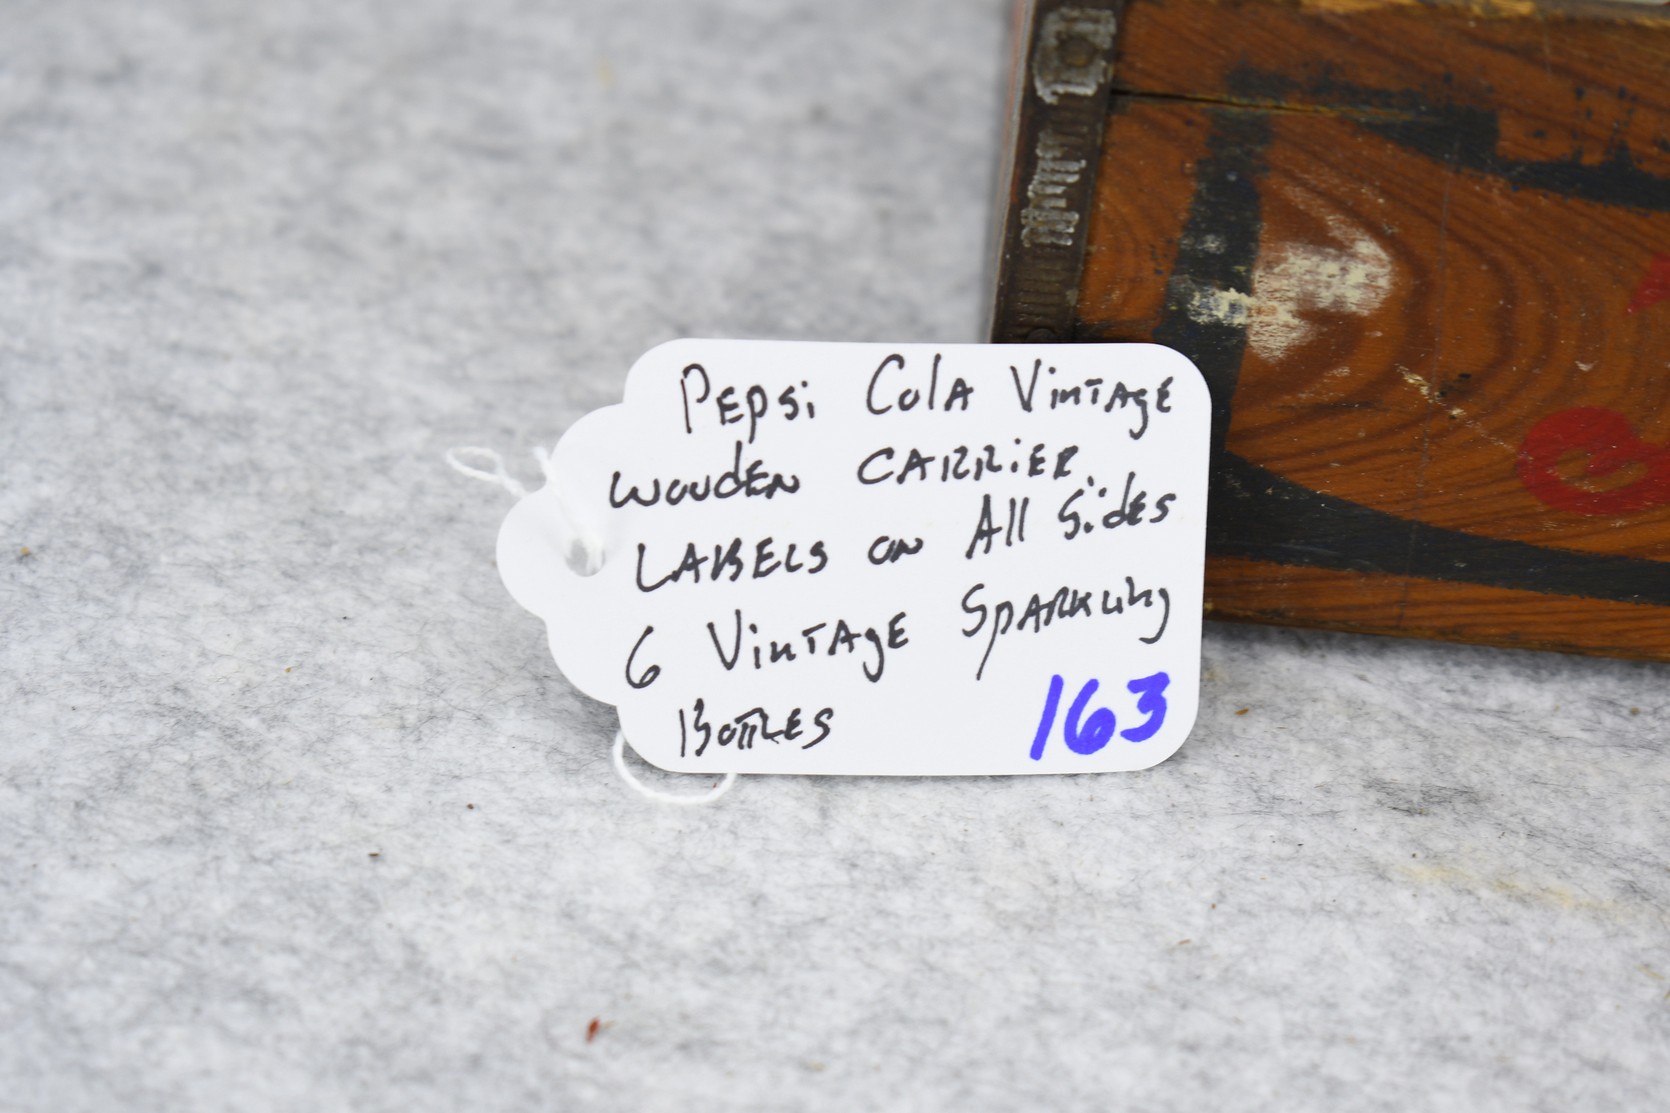 Pepsi Cola Vintage
Wooden Carrier
Labels on All Sides
6 Vintage Sparkling
Bottles
163